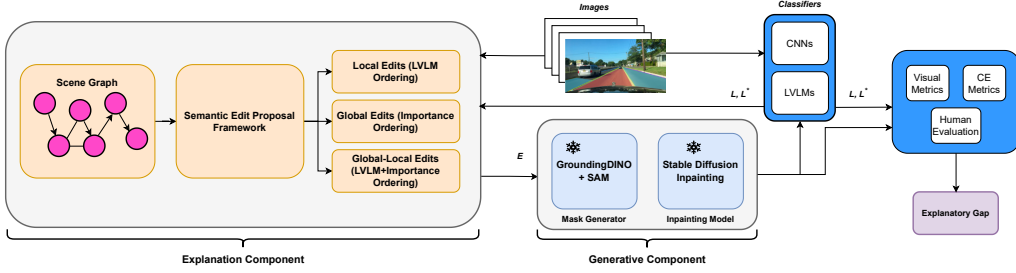 Images
Classifiers
Scene Graph
Semantic Edit Proposal
Framework
Local Edits (LVLM
Ordering)
Global Edits (Importance
Ordering)
Global-Local Edits
(LVLM+Importance
Ordering)
CNNs
LVLMs
L, L*
L, L*
Visual
Metrics
CE
Metrics
Human
Evaluation
E
GroundingDINO
+ SAM
Stable Diffusion
Inpainting
Mask Generator
Inpainting Model
Explanatory Gap
Explanation Component
Generative Component